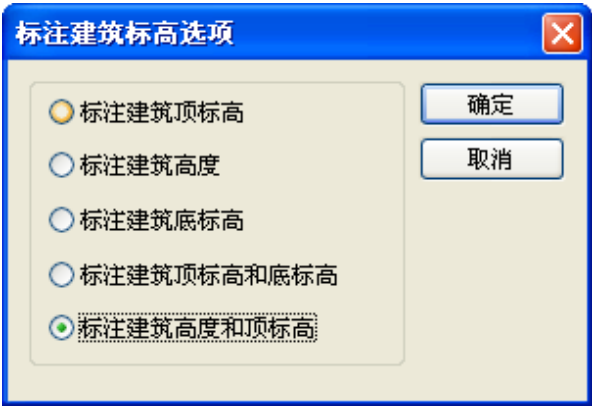 标注建筑标高选项
标注建筑顶标高
标注建筑高度
标注建筑底标高
标注建筑顶标高和底标高
标注建筑高度和顶标高
确定
取消